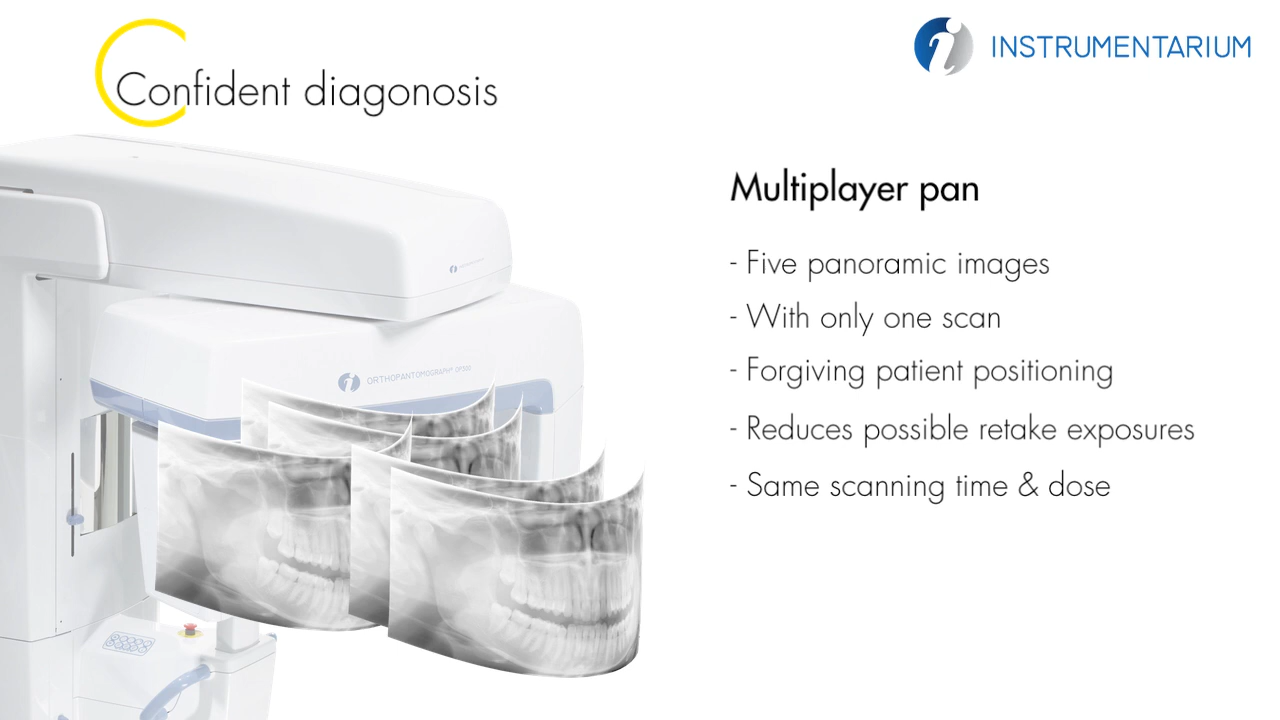 Confident diagonosis
INSTRUMENTARIUM
Multiplayer pan
- Five panoramic images
- With only one scan
- Forgiving patient positioning
- Reduces possible retake exposures
- Same scanning time & dose
ORTHOPANTOMOGRAPH® OP300